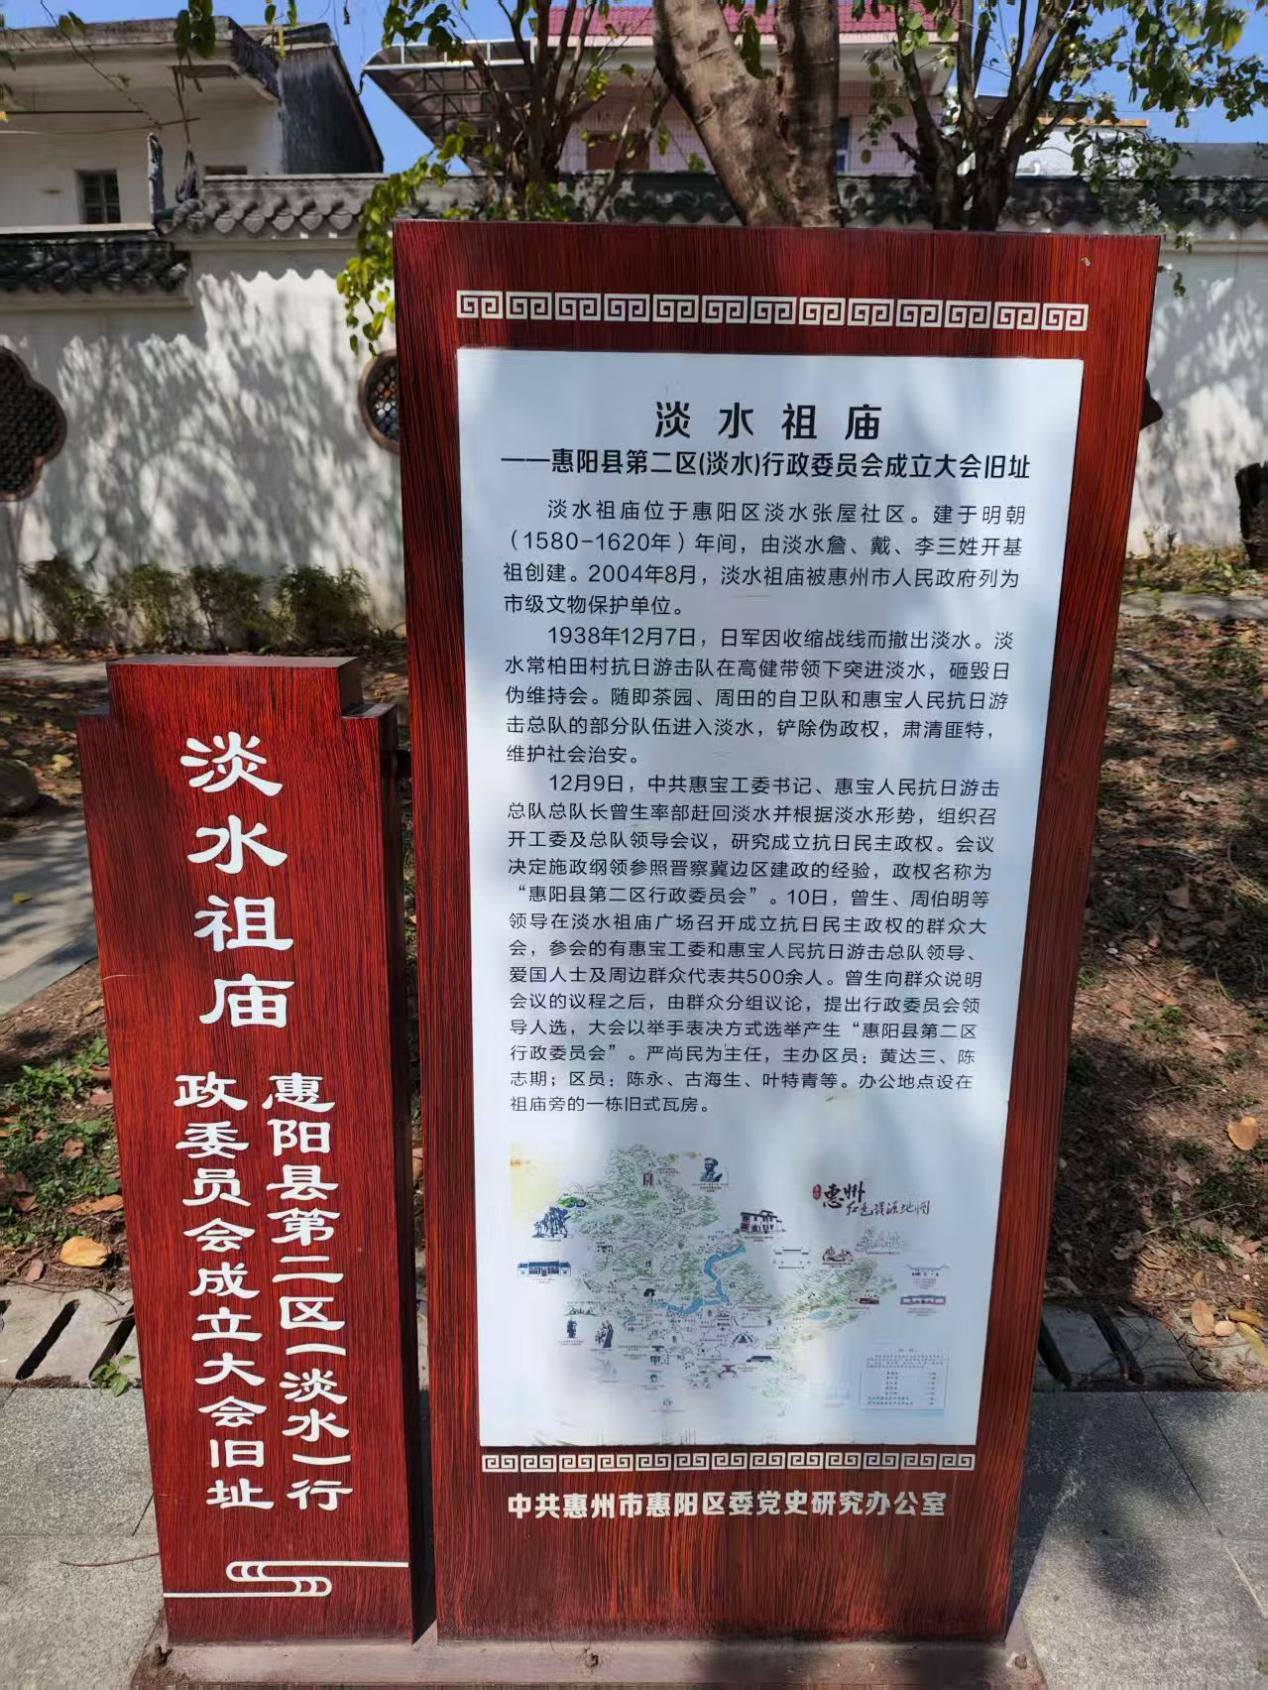 淡水祖庙
惠阳县第二区(淡水)行
政委员会成立大会旧址
淡水祖庙
——惠阳县第二区(淡水)行政委员会成立大会旧址
淡水祖庙位于惠阳区淡水张屋社区。建于明朝
（1580-1620年）年间，由淡水詹、戴、李三姓开基
祖创建。2004年8月，淡水祖庙被惠州市人民政府列为
市级文物保护单位。
1938年12月7日，日军因收缩战线而撤出淡水。淡
水常柏田村抗日游击队在高健带领下突进淡水，砸毁日
伪维持会。随即茶园、周田的自卫队和惠宝人民抗日游
击总队的部分队伍进入淡水，铲除伪政权，肃清匪特，
维护社会治安。
12月9日，中共惠宝工委书记、惠宝人民抗日游击
总队总队长曾生率部赶回淡水并根据淡水形势，组织召
开工委及总队领导会议，研究成立抗日民主政权。会议
决定施政纲领参照晋察冀边区建政的经验，政权名称为
“惠阳县第二区行政委员会”。10日，曾生、周伯明等
领导在淡水祖庙广场召开成立抗日民主政权的群众大
会，参会的有惠宝工委和惠宝人民抗日游击总队领导、
爱国人士及周边群众代表共500余人。曾生向群众说明
会议的议程之后，由群众分组议论，提出行政委员会领
导人选，大会以举手表决方式选举产生“惠阳县第二区
行政委员会”。严尚民为主任，主办区员：黄达三、陈
志期；区员：陈永、古海生、叶特青等。办公地点设在
祖庙旁的一栋旧式瓦房。
惠州
红色资源地图
中共惠州市惠阳区委党史研究办公室